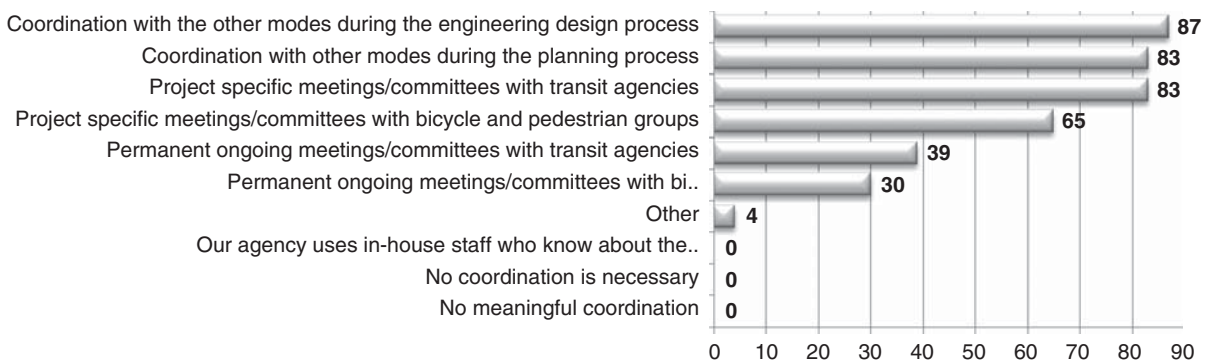 Coordination with the other modes during the engineering design process 87
Coordination with other modes during the planning process 83
Project specific meetings/committees with transit agencies 83
Project specific meetings/committees with bicycle and pedestrian groups 65
Permanent ongoing meetings/committees with transit agencies 39
Permanent ongoing meetings/committees with bi.. 30
Other 4
Our agency uses in-house staff who know about the.. 0
No coordination is necessary 0
No meaningful coordination 0
0 10 20 30 40 50 60 70 80 90